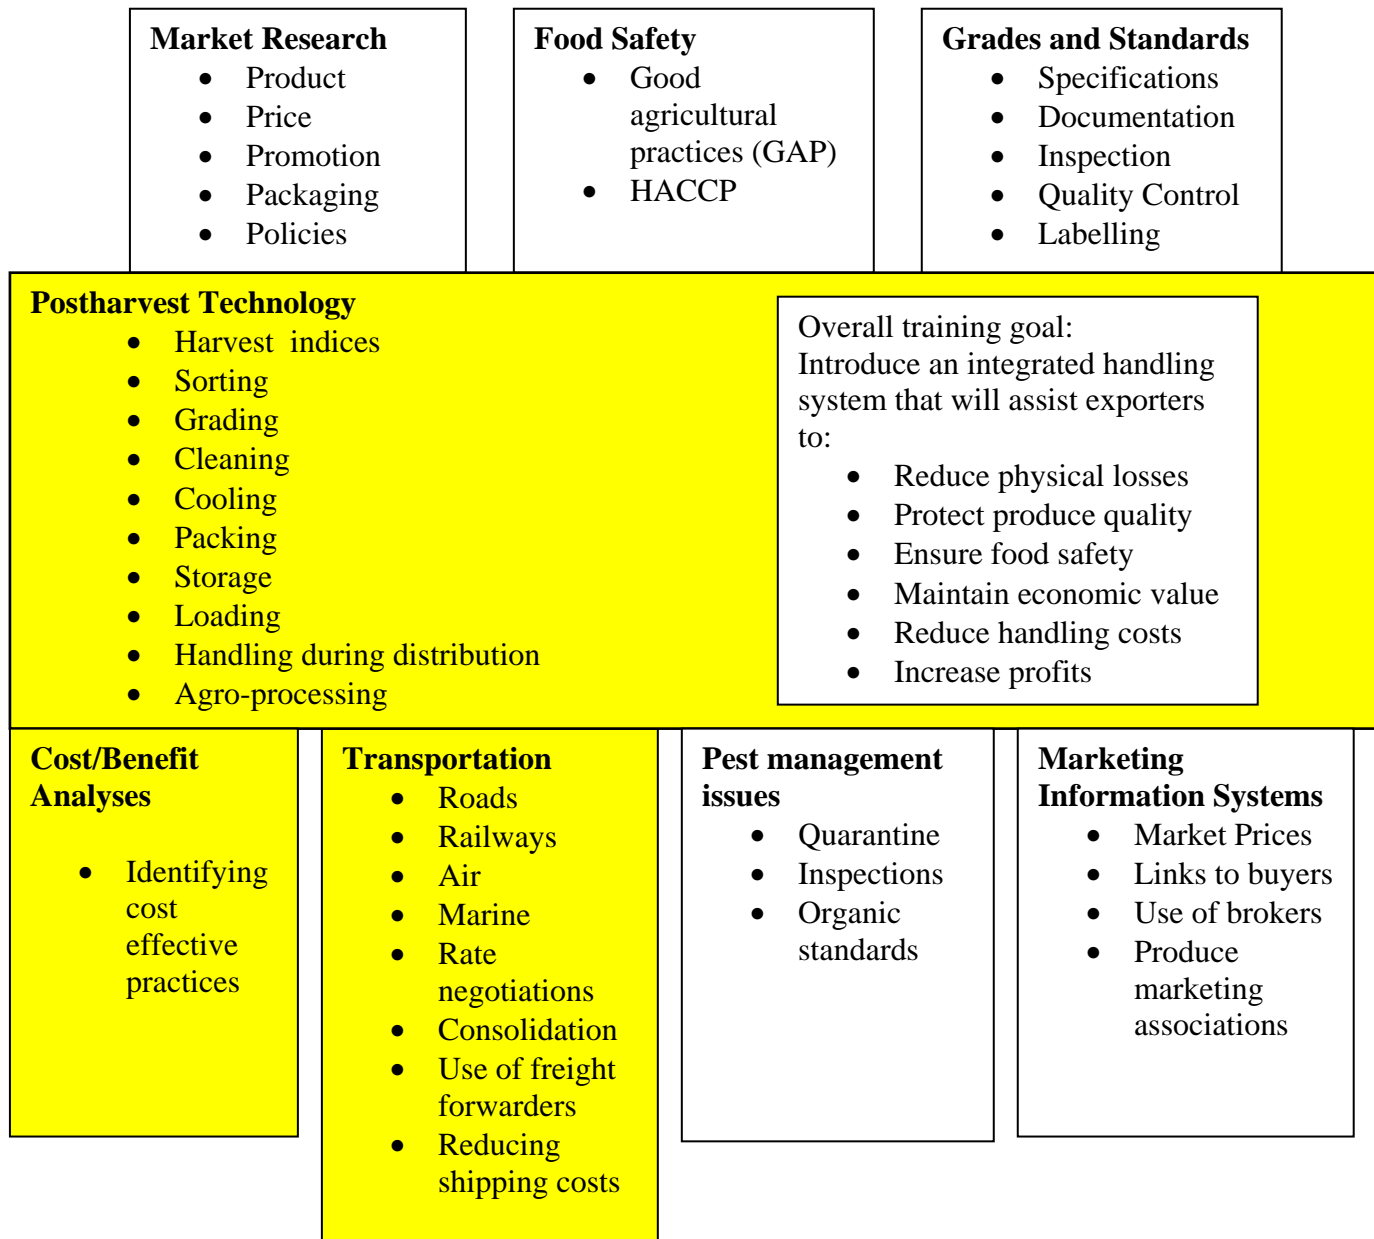 Market Research
• Product
• Price
• Promotion
• Packaging
• Policies
Food Safety
• Good
agricultural
practices (GAP)
• HACCP
Grades and Standards
• Specifications
• Documentation
• Inspection
• Quality Control
• Labelling
Postharvest Technology
• Harvest indices
• Sorting
• Grading
• Cleaning
• Cooling
• Packing
• Storage
• Loading
• Handling during distribution
• Agro-processing
Overall training goal:
Introduce an integrated handling
system that will assist exporters
to:
• Reduce physical losses
• Protect produce quality
• Ensure food safety
• Maintain economic value
• Reduce handling costs
• Increase profits
Cost/Benefit
Analyses
• Identifying
cost
effective
practices
Transportation
• Roads
• Railways
• Air
• Marine
• Rate
negotiations
• Consolidation
• Use of freight
forwarders
• Reducing
shipping costs
Pest management
issues
• Quarantine
• Inspections
• Organic
standards
Marketing
Information Systems
• Market Prices
• Links to buyers
• Use of brokers
• Produce
marketing
associations